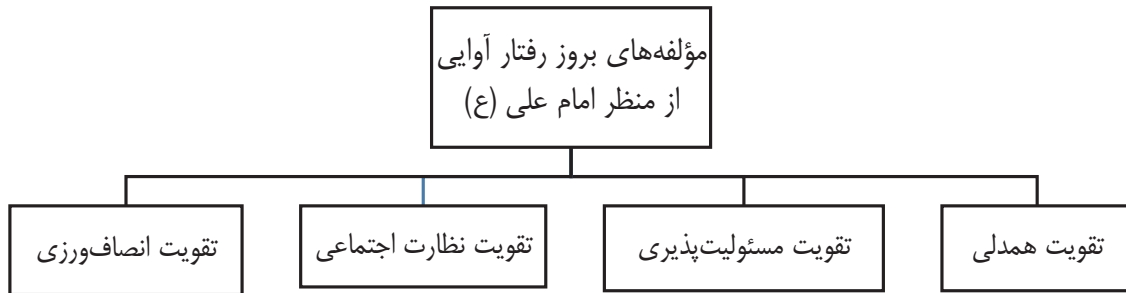 مؤلفه‌های بروز رفتار آوایی
از منظر امام علی (ع)
تقویت همدلی
تقویت مسئولیت‌پذیری
تقویت نظارت اجتماعی
تقویت انصاف‌ورزی